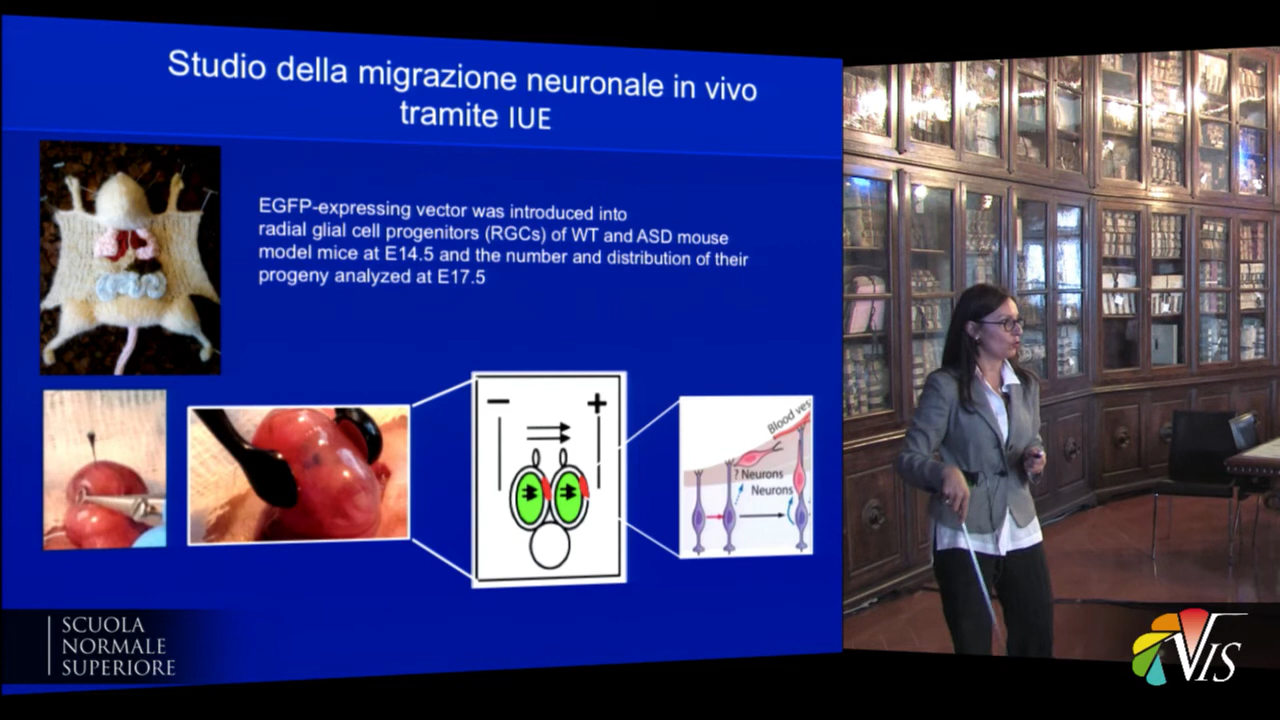 Studio della migrazione neuronale in vivo
tramite IUE
EGFP-expressing vector was introduced into
radial glial cell progenitors (RGCs) of WT and ASD mouse
model mice at E14.5 and the number and distribution of their
progeny analyzed at E17.5
− +
Blood ves
? Neurons
Neurons
SCUOLA
NORMALE
SUPERIORE
VIS